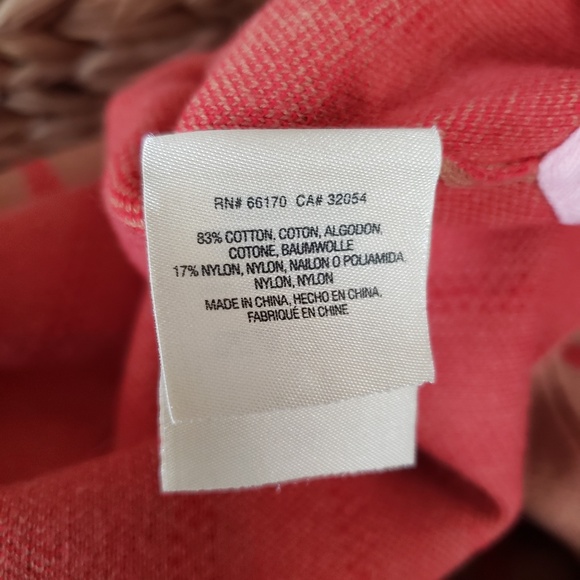 RN# 66170 CA# 32054
83% COTTON, COTON, ALGODON,
COTONE, BAUMWOLLE
17% NYLON, NYLON, NAILON O POLIAMIDA,
NYLON, NYLON
MADE IN CHINA, HECHO EN CHINA,
FABRIQUÉ EN CHINE